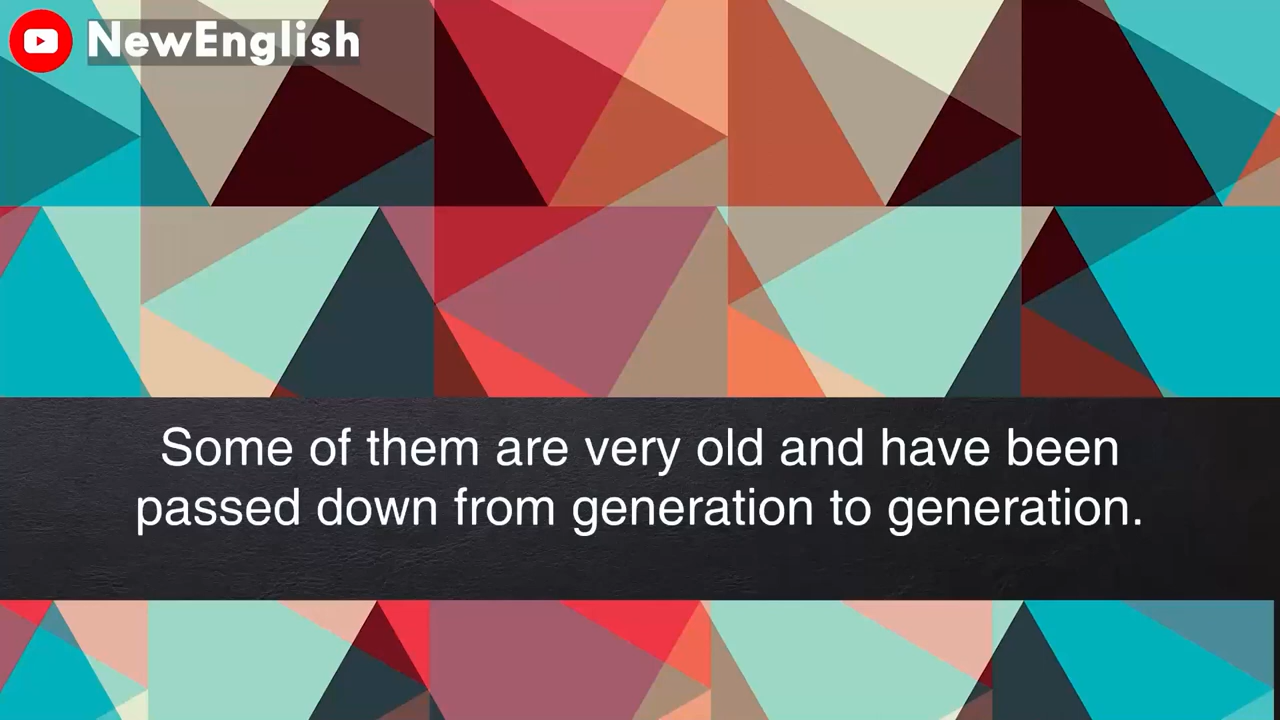 NewEnglish
Some of them are very old and have been
passed down from generation to generation.